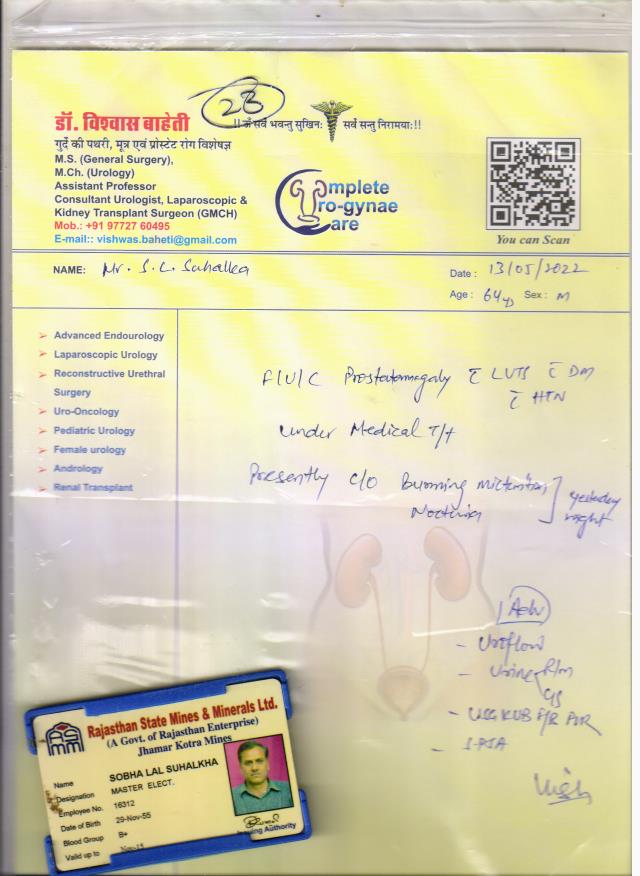 28
!!ॐ सर्वे भवन्तु सुखिनः सर्वे सन्तु निरामयाः!!
डॉ. विश्वास बाहेती
गुर्दे की पथरी, मूत्र एवं प्रोस्टेट रोग विशेषज्ञ
M.S. (General Surgery),
M.Ch. (Urology)
Assistant Professor
Consultant Urologist, Laparoscopic &
Kidney Transplant Surgeon (GMCH)
Mob.: +91 97727 60495
E-mail:: vishwas.baheti@gmail.com
Complete
Uro-gynae
Care
You can Scan
NAME: Mr. S. L. Suhalka
Date : 13/05/2022
Age : 64y Sex : M
Advanced Endourology
Laparoscopic Urology
Reconstructive Urethral
Surgery
Uro-Oncology
Pediatric Urology
Female urology
Andrology
Renal Transplant
F/U/C Prostatomegaly c̄ LUTS c̄ DM
c̄ HTN
Under Medical T/t
Presently c/o Burning micturition
Nocturia
yesterday
night
Adv
- Uroflow
- Urine R/m
c/s
- USG KUB P/R PVR
- S-PSA
RSMM
Rajasthan State Mines & Minerals Ltd.
(A Govt. of Rajasthan Enterprise)
Jhamar Kotra Mines
Name SOBHA LAL SUHALKHA
Designation MASTER ELECT.
Employee No. 16312
Date of Birth 29-Nov-55
Blood Group B+
Valid up to Nov-15
Issuing Authority